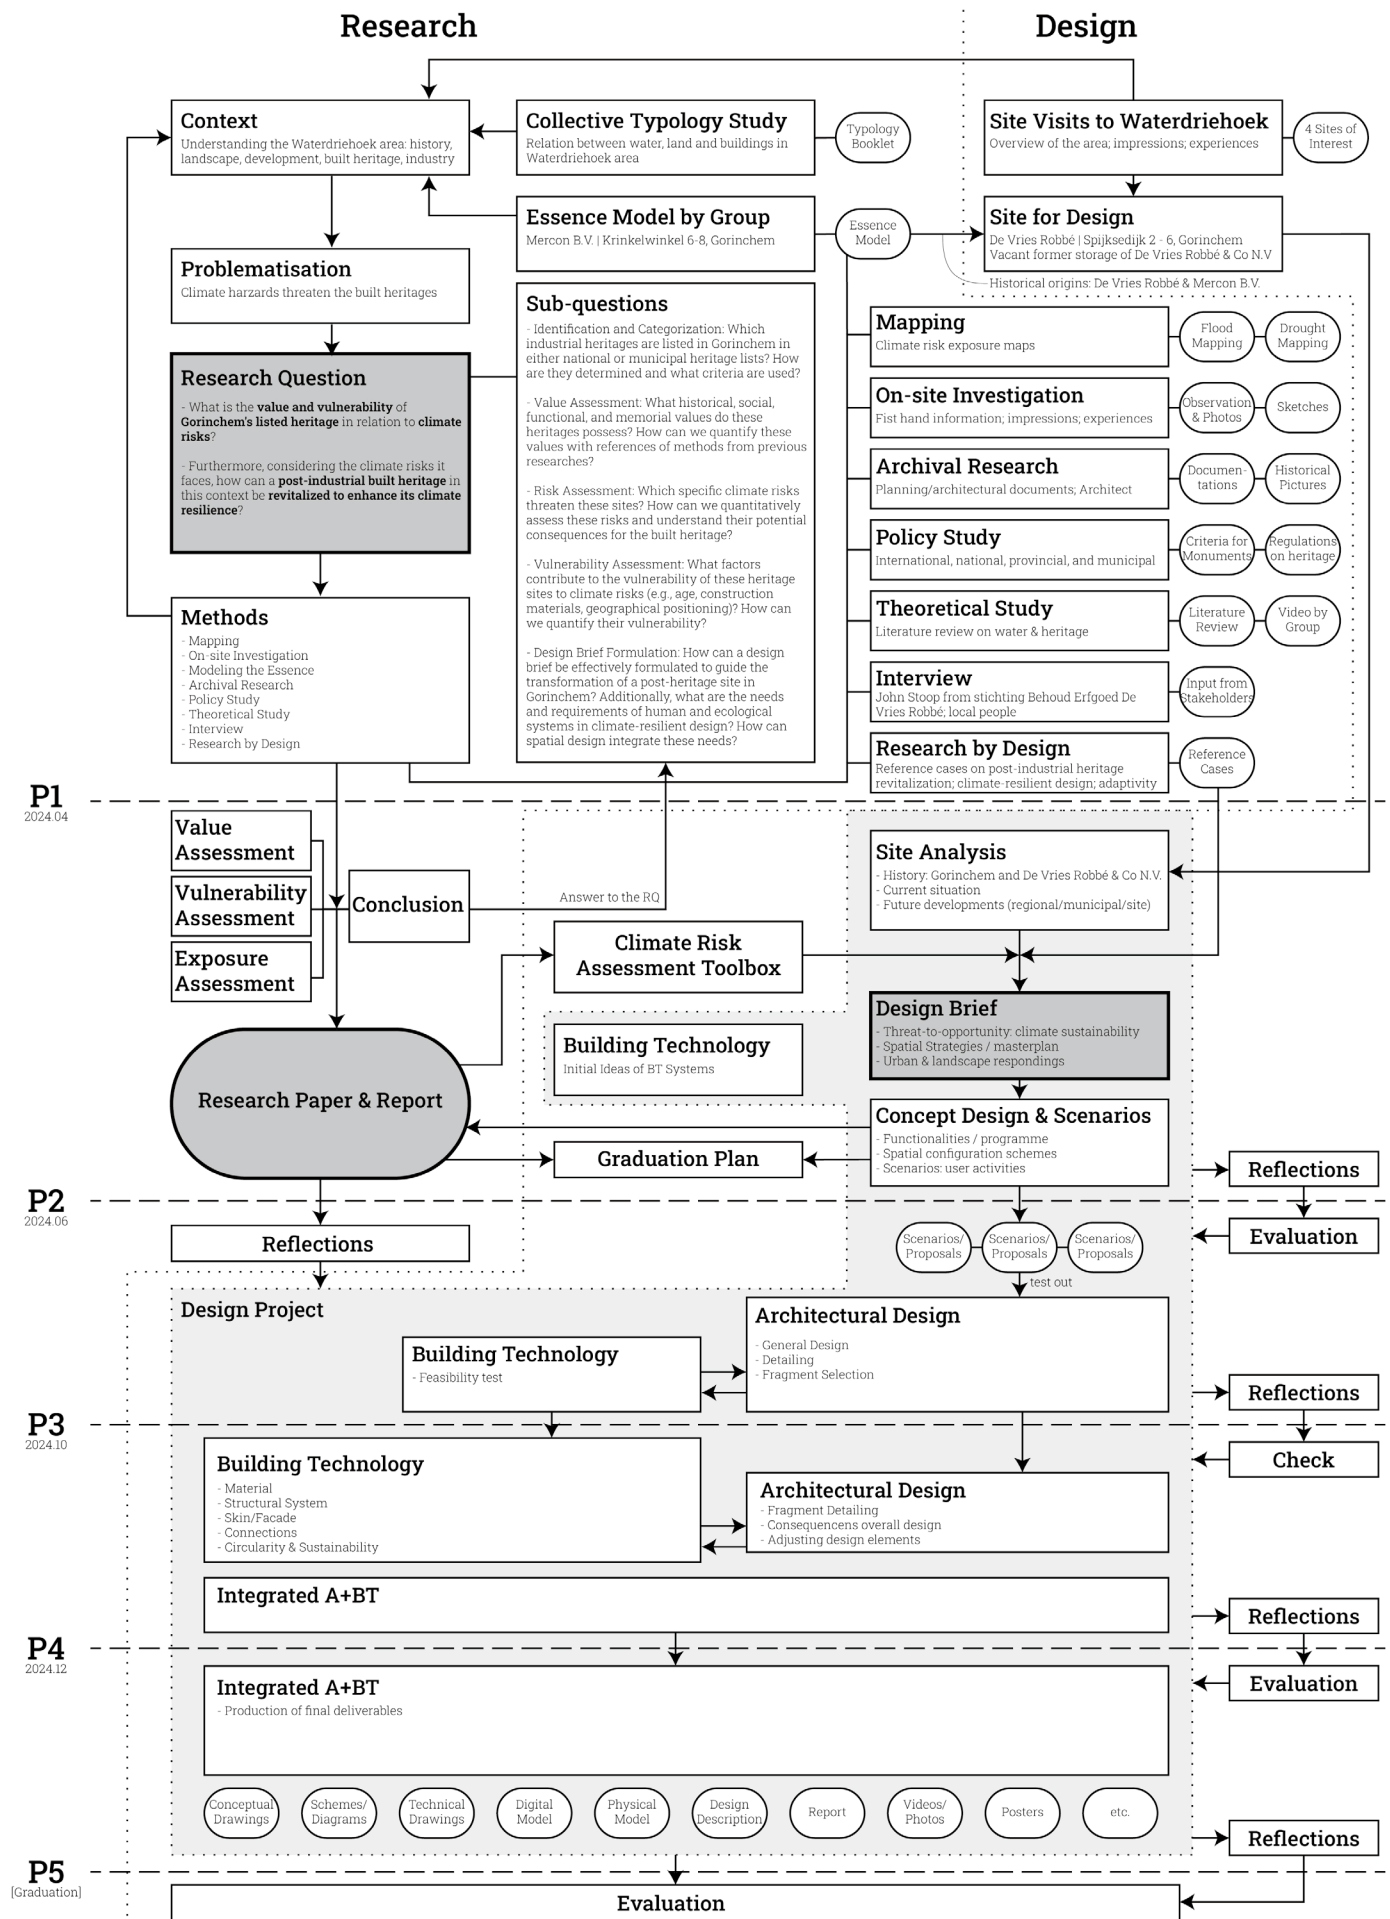 Research
Design
Context
Understanding the Waterdriehoek area: history,
landscape, development, built heritage, industry
Collective Typology Study
Relation between water, land and buildings in
Waterdriehoek area
Typology
Booklet
Site Visits to Waterdriehoek
Overview of the area; impressions; experiences
4 Sites of
Interest
Essence Model by Group
Mercon B.V. | Krinkelwinkel 6-8, Gorinchem
Essence
Model
Site for Design
De Vries Robbé | Spijksedijk 2 - 6, Gorinchem
Vacant former storage of De Vries Robbé & Co N.V
Historical origins: De Vries Robbé & Mercon B.V.
Problematisation
Climate harzards threaten the built heritages
Research Question
- What is the value and vulnerability of
Gorinchem's listed heritage in relation to climate
risks?
- Furthermore, considering the climate risks it
faces, how can a post-industrial built heritage in
this context be revitalized to enhance its climate
resilience?
Sub-questions
- Identification and Categorization: Which
industrial heritages are listed in Gorinchem in
either national or municipal heritage lists? How
are they determined and what criteria are used?
- Value Assessment: What historical, social,
functional, and memorial values do these
heritages possess? How can we quantify these
values with references of methods from previous
researches?
- Risk Assessment: Which specific climate risks
threaten these sites? How can we quantitatively
assess these risks and understand their potential
consequences for the built heritage?
- Vulnerability Assessment: What factors
contribute to the vulnerability of these heritage
sites to climate risks (e.g., age, construction
materials, geographical positioning)? How can
we quantify their vulnerability?
- Design Brief Formulation: How can a design
brief be effectively formulated to guide the
transformation of a post-heritage site in
Gorinchem? Additionally, what are the needs
and requirements of human and ecological
systems in climate-resilient design? How can
spatial design integrate these needs?
Mapping
Climate risk exposure maps
Flood
Mapping
Drought
Mapping
On-site Investigation
Fist hand information; impressions; experiences
Observation
& Photos
Sketches
Archival Research
Planning/architectural documents; Architect
Documen-
tations
Historical
Pictures
Policy Study
International, national, provincial, and municipal
Criteria for
Monuments
Regulations
on heritage
Theoretical Study
Literature review on water & heritage
Literature
Review
Video by
Group
Interview
John Stoop from stichting Behoud Erfgoed De
Vries Robbé; local people
Input from
Stakeholders
Research by Design
Reference cases on post-industrial heritage
revitalization; climate-resilient design; adaptivity
Reference
Cases
Methods
- Mapping
- On-site Investigation
- Modeling the Essence
- Archival Research
- Policy Study
- Theoretical Study
- Interview
- Research by Design
P1
2024.04
Value
Assessment
Vulnerability
Assessment
Exposure
Assessment
Conclusion
Answer to the RQ
Site Analysis
- History: Gorinchem and De Vries Robbé & Co N.V.
- Current situation
- Future developments (regional/municipal/site)
Climate Risk
Assessment Toolbox
Design Brief
- Threat-to-opportunity: climate sustainability
- Spatial Strategies / masterplan
- Urban & landscape respondings
Building Technology
Initial Ideas of BT Systems
Research Paper & Report
Concept Design & Scenarios
- Functionalities / programme
- Spatial configuration schemes
- Scenarios: user activities
Graduation Plan
Reflections
P2
2024.06
Reflections
Evaluation
Scenarios/
Proposals
Scenarios/
Proposals
Scenarios/
Proposals
test out
Design Project
Architectural Design
- General Design
- Detailing
- Fragment Selection
Building Technology
- Feasibility test
Reflections
P3
2024.10
Check
Building Technology
- Material
- Structural System
- Skin/Facade
- Connections
- Circularity & Sustainability
Architectural Design
- Fragment Detailing
- Consequencens overall design
- Adjusting design elements
Integrated A+BT
Reflections
P4
2024.12
Integrated A+BT
- Production of final deliverables
Evaluation
Conceptual
Drawings
Schemes/
Diagrams
Technical
Drawings
Digital
Model
Physical
Model
Design
Description
Report
Videos/
Photos
Posters
etc.
Reflections
P5
[Graduation]
Evaluation